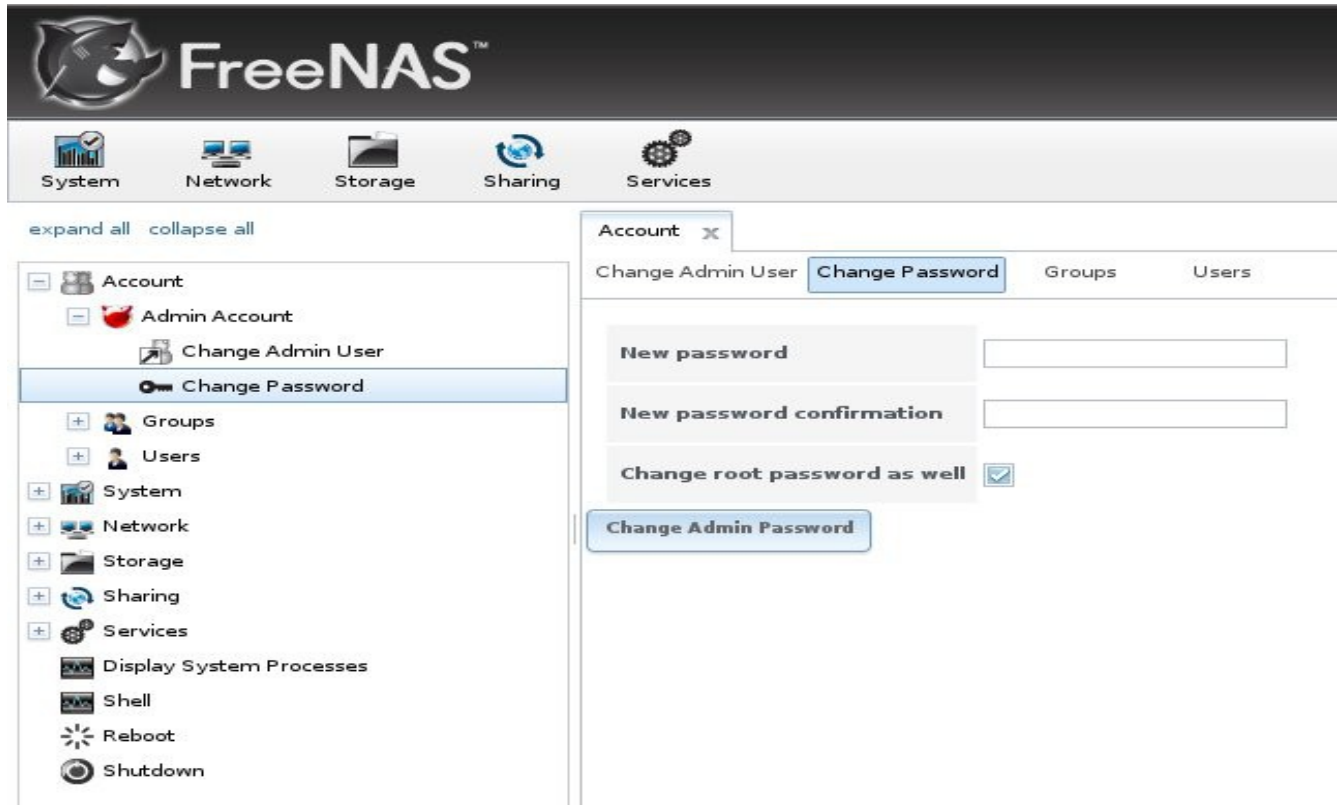 FreeNAS™
System Network Storage Sharing Services
expand all collapse all
Account
Admin Account
Change Admin User
Change Password
Groups
Users
System
Network
Storage
Sharing
Services
Display System Processes
Shell
Reboot
Shutdown
Account x
Change Admin User Change Password Groups Users
New password
New password confirmation
Change root password as well
Change Admin Password